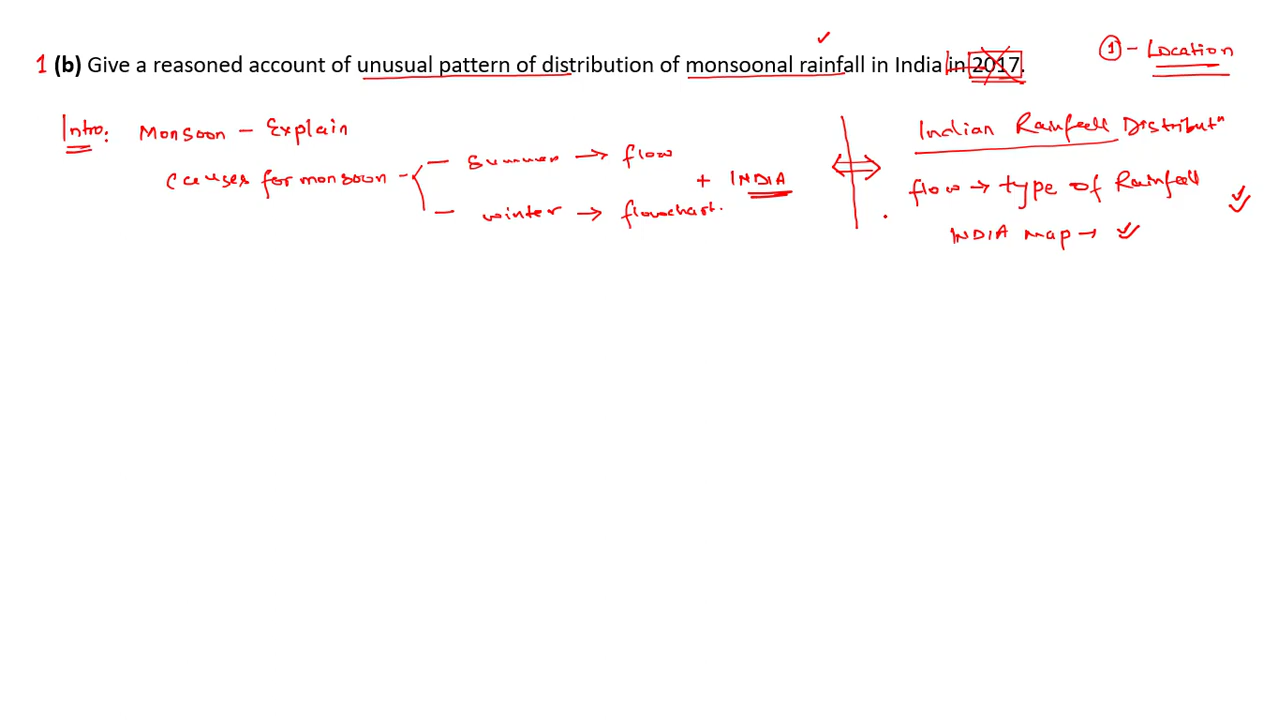 1 (b) Give a reasoned account of unusual pattern of distribution of monsoonal rainfall in India in 2017.
① - Location
Intro: Monsoon - Explain
Causes for monsoon - - Summer → flow
- winter → flowchart.
+ INDIA
Indian Rainfall Distributⁿ
flow → type of Rainfall
INDIA map →